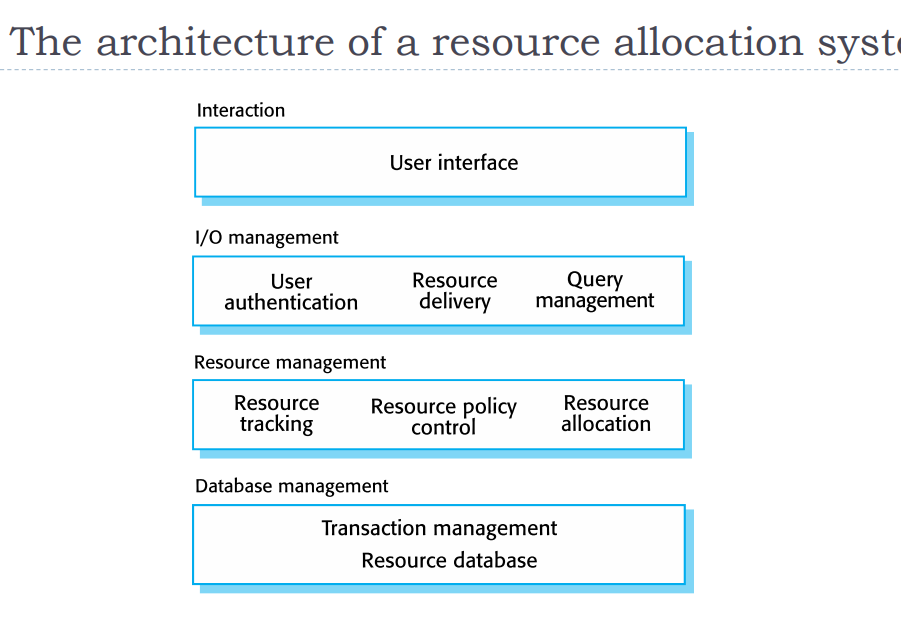 The architecture of a resource allocation syst
Interaction
User interface
I/O management
User authentication
Resource delivery
Query management
Resource management
Resource tracking
Resource policy control
Resource allocation
Database management
Transaction management
Resource database